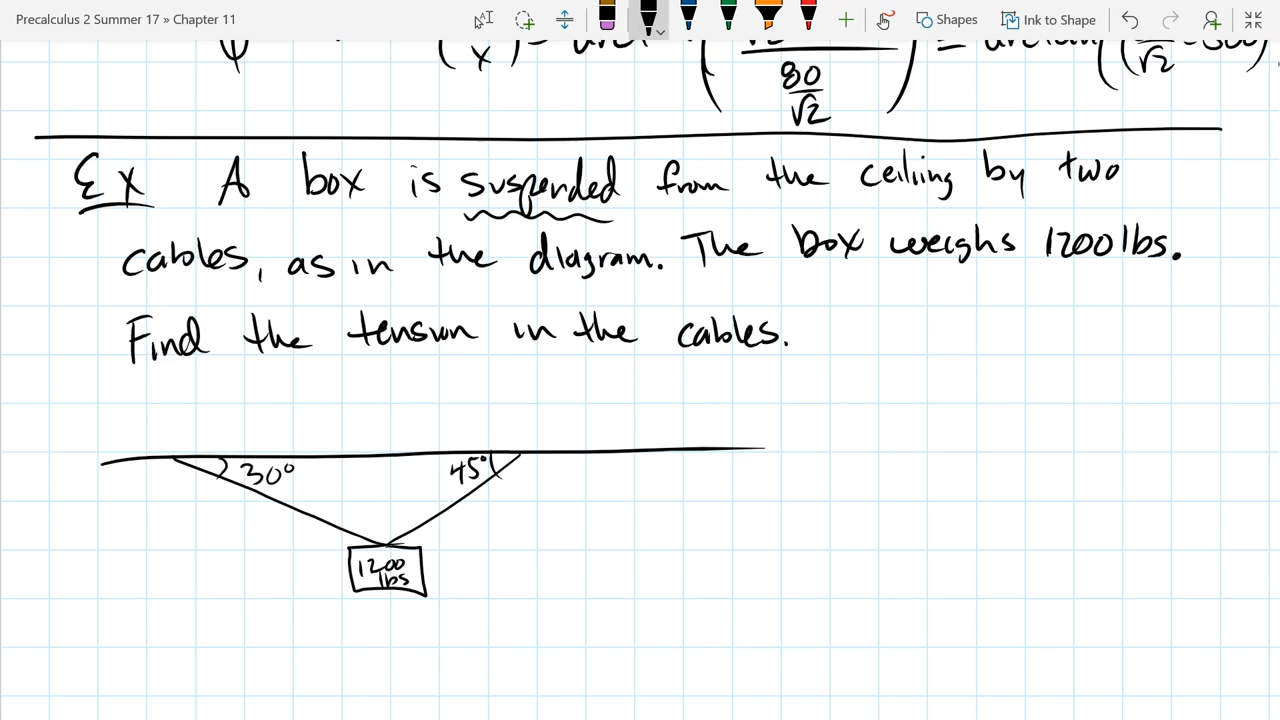 Precalculus 2 Summer 17 » Chapter 11
Shapes
Ink to Shape
80
√2
√2
Ex A box is suspended from the ceiling by two
cables, as in the diagram. The box weighs 1200 lbs.
Find the tension in the cables.
30° 45°
1200
lbs